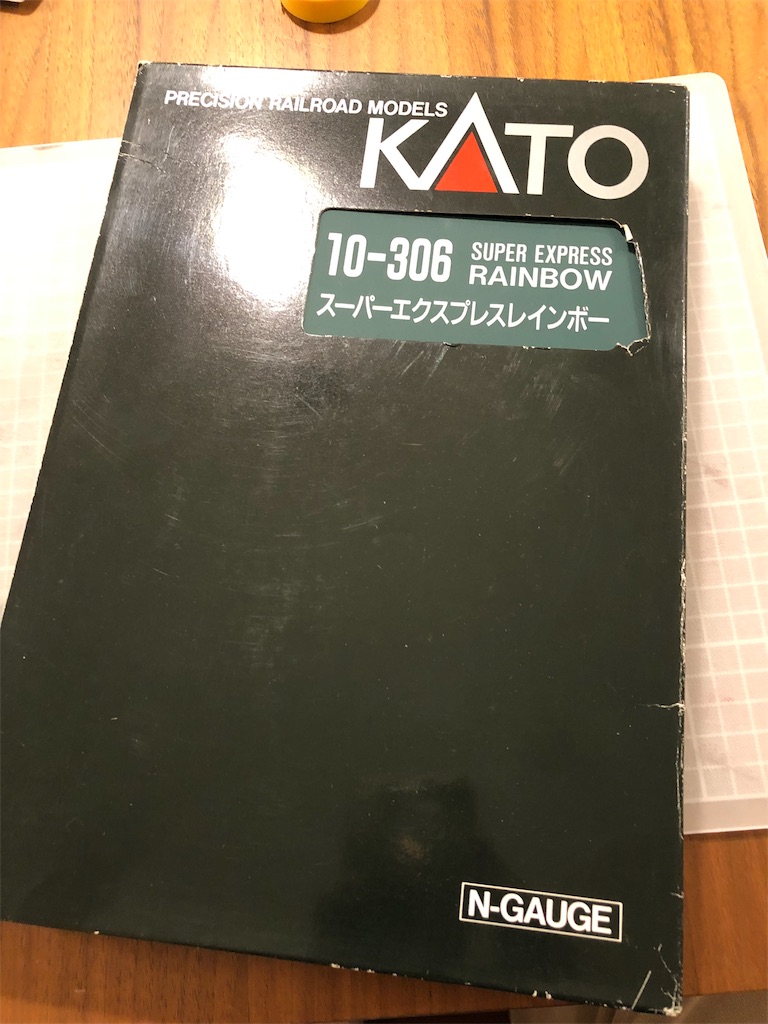 PRECISION RAILROAD MODELS
KATO
10-306 SUPER EXPRESS
RAINBOW
スーパーエクスプレスレインボー
N-GAUGE